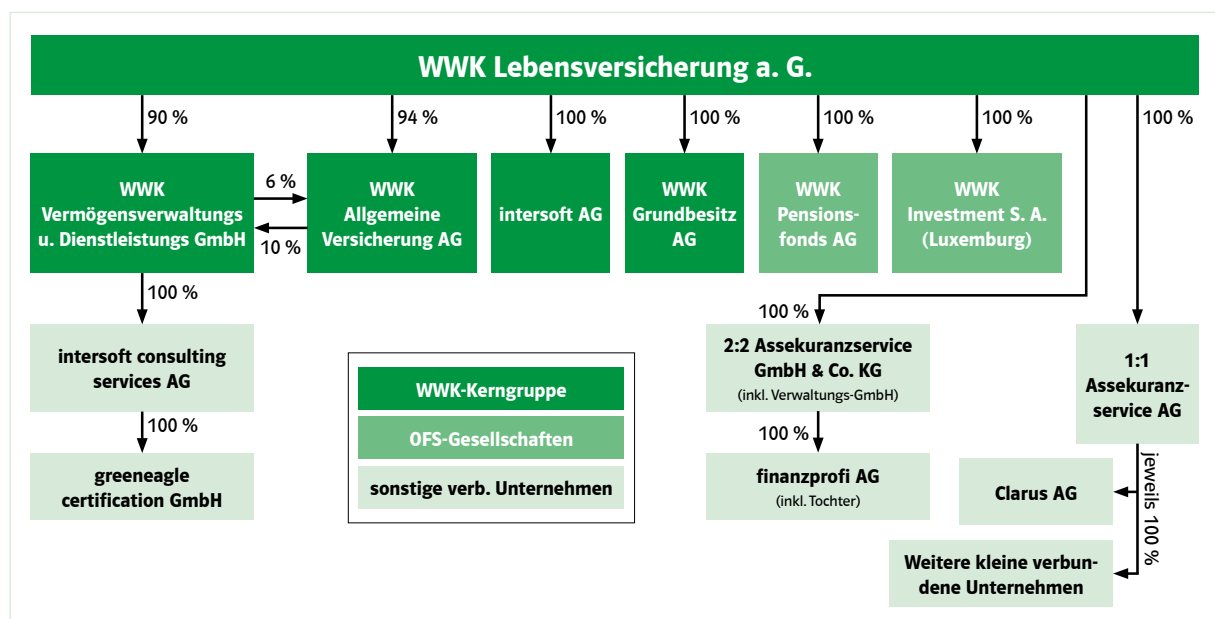 WWK Lebensversicherung a. G.
90 %
94 %
100 %
100 %
100 %
100 %
100 %
WWK
Vermögensverwaltungs
u. Dienstleistungs GmbH
6 %
10 %
WWK
Allgemeine
Versicherung AG
intersoft AG
WWK
Grundbesitz
AG
WWK
Pensions-
fonds AG
WWK
Investment S. A.
(Luxemburg)
100 %
100 %
intersoft consulting
services AG
2:2 Assekuranzservice
GmbH & Co. KG
(inkl. Verwaltungs-GmbH)
1:1
Assekuranz-
service AG
WWK-Kerngruppe
OFS-Gesellschaften
sonstige verb. Unternehmen
100 %
100 %
jeweils 100 %
greeneagle
certification GmbH
finanzprofi AG
(inkl. Tochter)
Clarus AG
Weitere kleine verbun-
dene Unternehmen